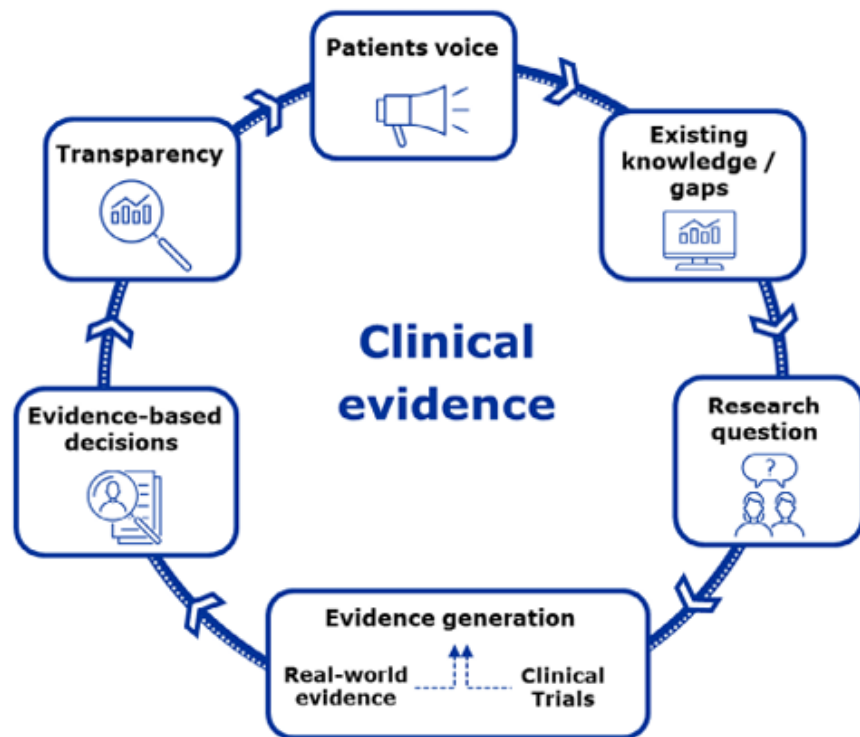 Patients voice
Existing
knowledge /
gaps
Research
question
?
Evidence generation
Real-world
evidence
Clinical
Trials
Evidence-based
decisions
Transparency
Clinical
evidence